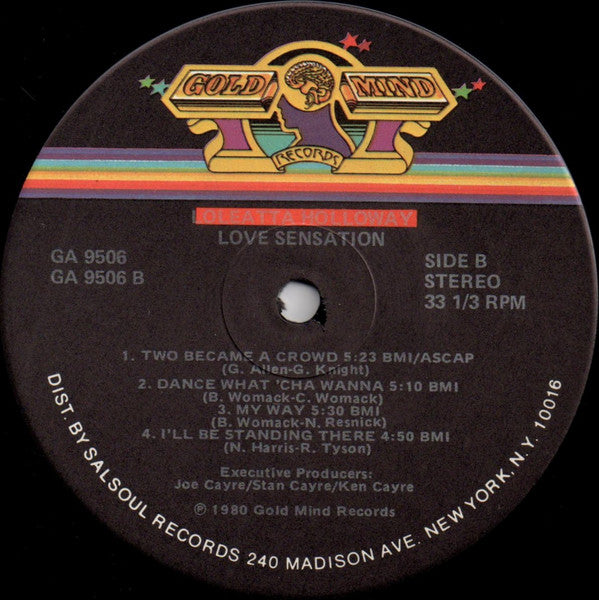 GOLD MIND
RECORDS
LOLEATTA HOLLOWAY
LOVE SENSATION
GA 9506
GA 9506 B
SIDE B
STEREO
33 1/3 RPM
1. TWO BECAME A CROWD 5:23 BMI/ASCAP
(G. Allen-G. Knight)
2. DANCE WHAT 'CHA WANNA 5:10 BMI
(B. Womack-C. Womack)
3. MY WAY 5:30 BMI
(B. Womack-N. Resnick)
4. I'LL BE STANDING THERE 4:50 BMI
(N. Harris-R. Tyson)
Executive Producers:
Joe Cayre/Stan Cayre/Ken Cayre
℗ 1980 Gold Mind Records
DIST. BY SALSOUL RECORDS 240 MADISON AVE. NEW YORK, N.Y. 10016